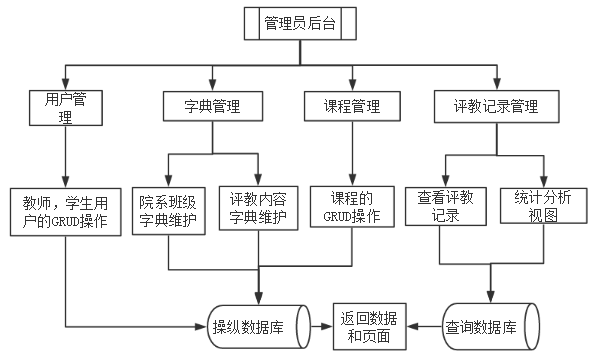 管理员后台
用户管
理
字典管理
课程管理
评教记录管理
教师，学生用
户的GRUD操作
院系班级
字典维护
评教内容
字典维护
课程的
GRUD操作
查看评教
记录
统计分析
视图
操纵数据库
返回数据
和页面
查询数据库